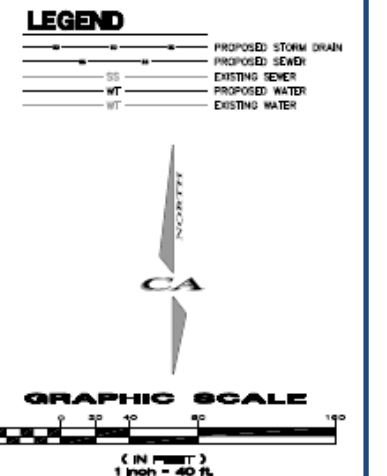 LEGEND
PROPOSED STORM DRAIN
PROPOSED SEWER
SS EXISTING SEWER
WT PROPOSED WATER
WT EXISTING WATER
NORTH
CA
GRAPHIC SCALE
0 20 40 80 160
( IN FEET )
1 inch = 40 ft.